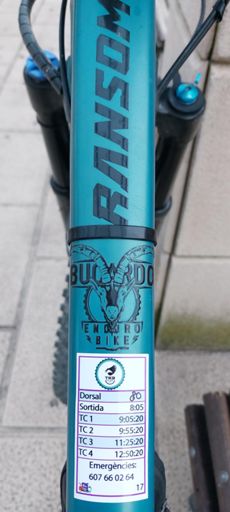 RANSOM
BUCARDO
ENDURO
BIKE
Dorsal
Sortida 8:05
TC 1 9:05:20
TC 2 9:55:20
TC 3 11:25:20
TC 4 12:50:20
Emergències:
607 66 02 64
17